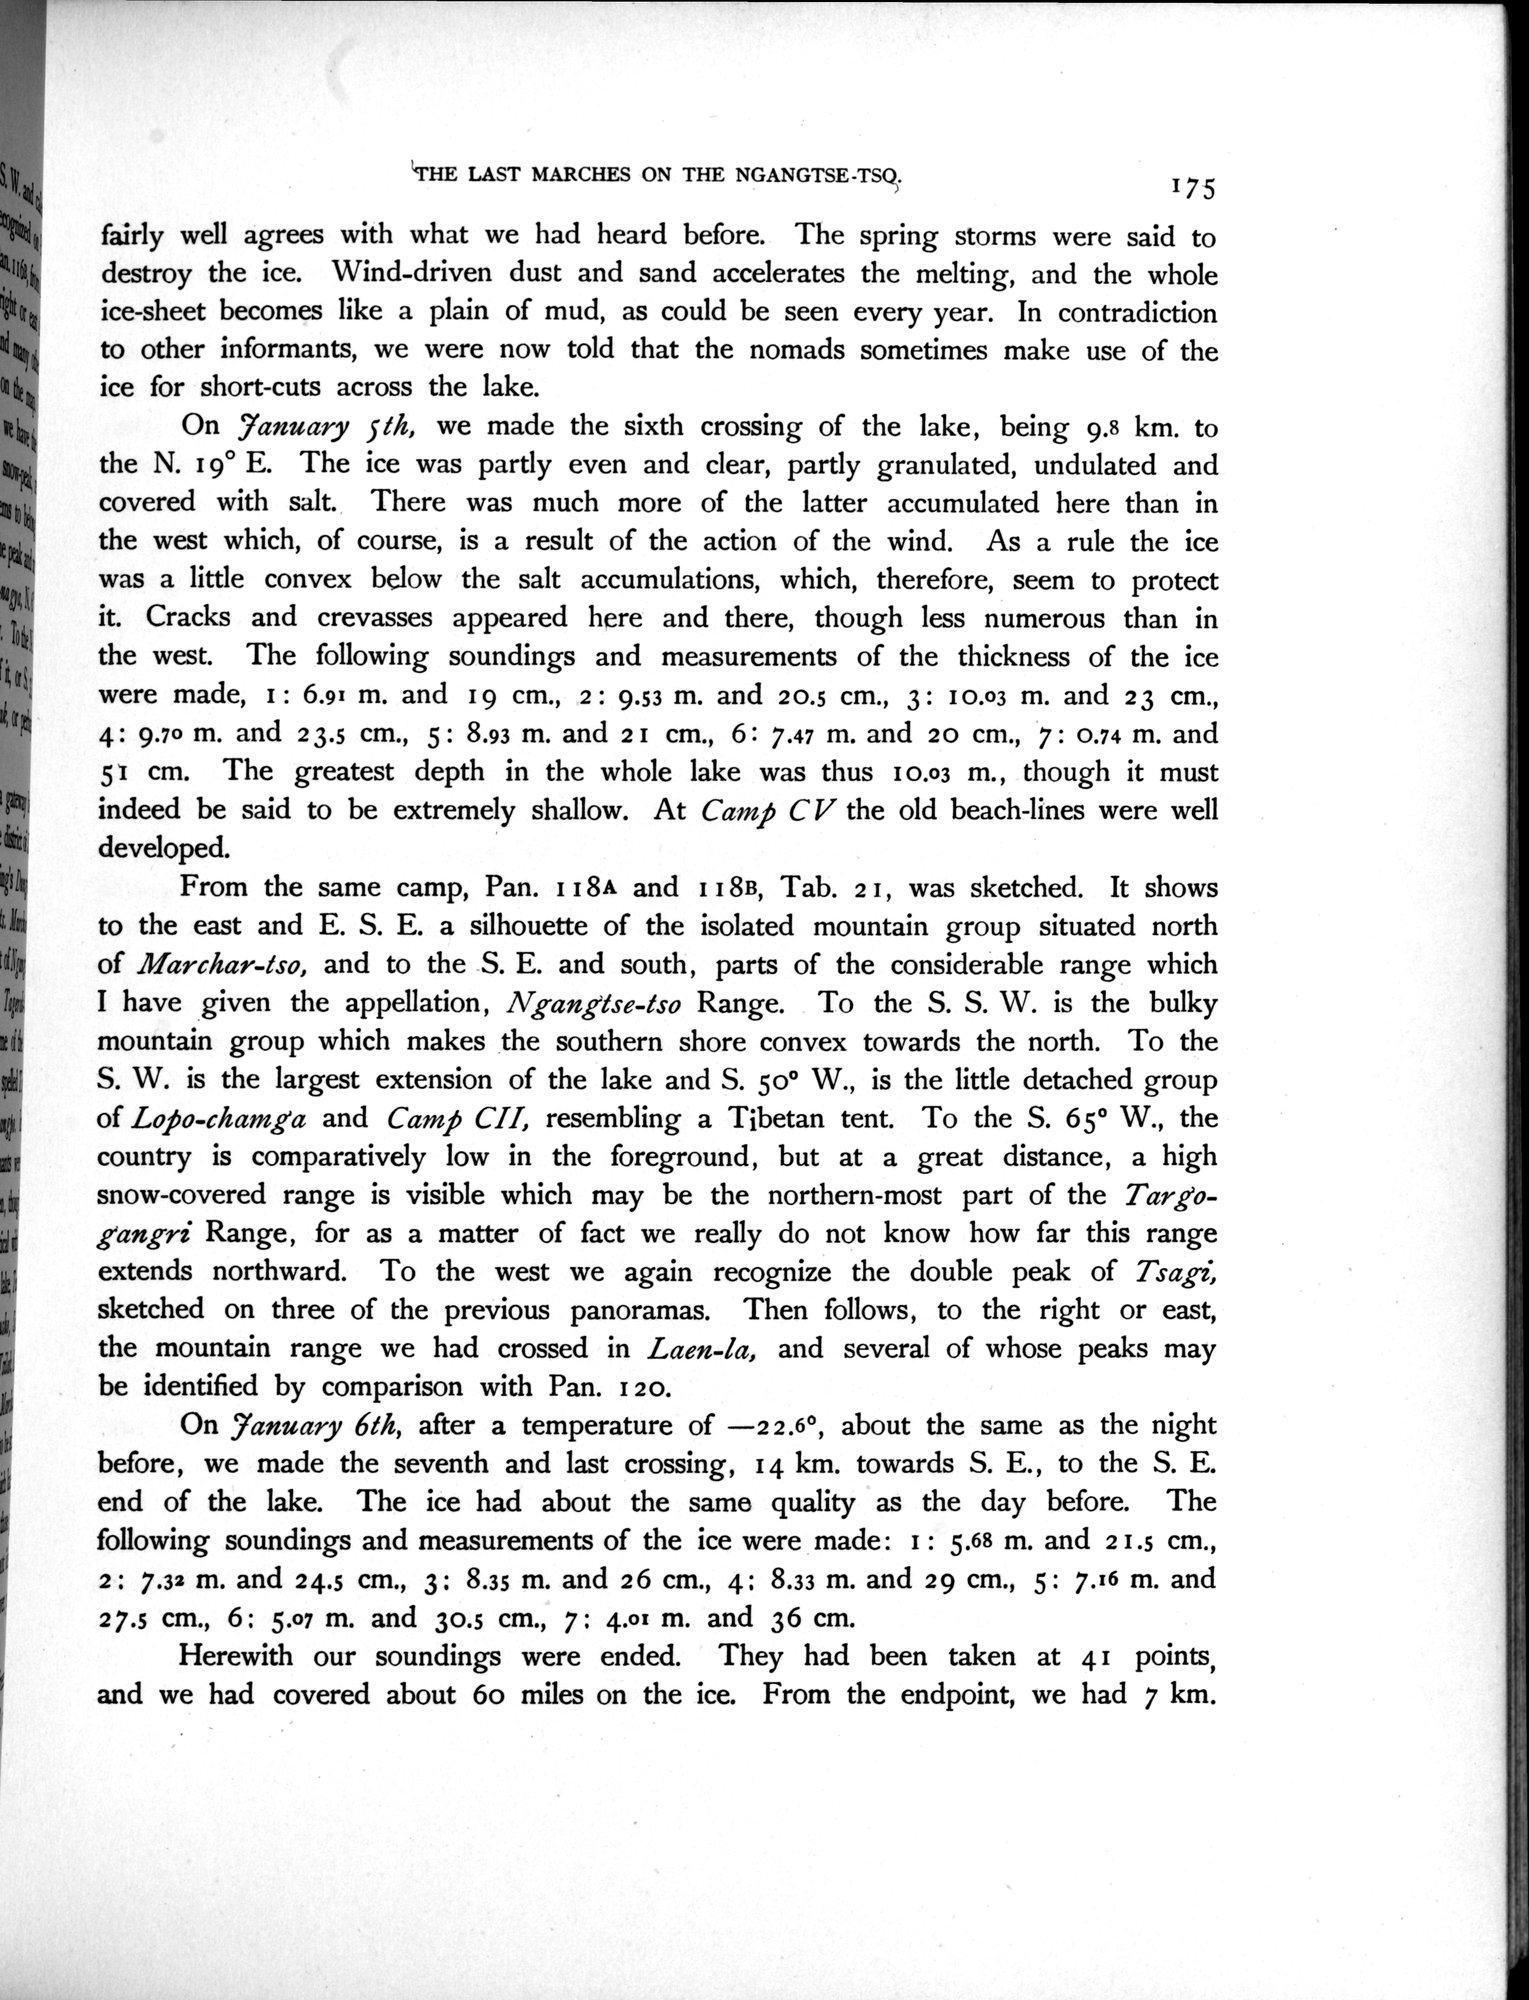 THE LAST MARCHES ON THE NGANGTSE-TSO.
175
fairly well agrees with what we had heard before. The spring storms were said to
destroy the ice. Wind-driven dust and sand accelerates the melting, and the whole
ice-sheet becomes like a plain of mud, as could be seen every year. In contradiction
to other informants, we were now told that the nomads sometimes make use of the
ice for short-cuts across the lake.
On January 5th, we made the sixth crossing of the lake, being 9.8 km. to
the N. 19° E. The ice was partly even and clear, partly granulated, undulated and
covered with salt. There was much more of the latter accumulated here than in
the west which, of course, is a result of the action of the wind. As a rule the ice
was a little convex below the salt accumulations, which, therefore, seem to protect
it. Cracks and crevasses appeared here and there, though less numerous than in
the west. The following soundings and measurements of the thickness of the ice
were made, 1: 6.91 m. and 19 cm., 2: 9.53 m. and 20.5 cm., 3: 10.03 m. and 23 cm.,
4: 9.70 m. and 23.5 cm., 5: 8.93 m. and 21 cm., 6: 7.47 m. and 20 cm., 7: 0.74 m. and
51 cm. The greatest depth in the whole lake was thus 10.03 m., though it must
indeed be said to be extremely shallow. At Camp CV the old beach-lines were well
developed.
From the same camp, Pan. 118A and 118B, Tab. 21, was sketched. It shows
to the east and E. S. E. a silhouette of the isolated mountain group situated north
of Marchar-tso, and to the S. E. and south, parts of the considerable range which
I have given the appellation, Ngangtse-tso Range. To the S. S. W. is the bulky
mountain group which makes the southern shore convex towards the north. To the
S. W. is the largest extension of the lake and S. 50° W., is the little detached group
of Lopo-chamga and Camp CII, resembling a Tibetan tent. To the S. 65° W., the
country is comparatively low in the foreground, but at a great distance, a high
snow-covered range is visible which may be the northern-most part of the Targo-
gangri Range, for as a matter of fact we really do not know how far this range
extends northward. To the west we again recognize the double peak of Tsagi,
sketched on three of the previous panoramas. Then follows, to the right or east,
the mountain range we had crossed in Laen-la, and several of whose peaks may
be identified by comparison with Pan. 120.
On January 6th, after a temperature of —22.6°, about the same as the night
before, we made the seventh and last crossing, 14 km. towards S. E., to the S. E.
end of the lake. The ice had about the same quality as the day before. The
following soundings and measurements of the ice were made: 1: 5.68 m. and 21.5 cm.,
2: 7.32 m. and 24.5 cm., 3: 8.35 m. and 26 cm., 4: 8.33 m. and 29 cm., 5: 7.16 m. and
27.5 cm., 6: 5.07 m. and 30.5 cm., 7: 4.01 m. and 36 cm.
Herewith our soundings were ended. They had been taken at 41 points,
and we had covered about 60 miles on the ice. From the endpoint, we had 7 km.